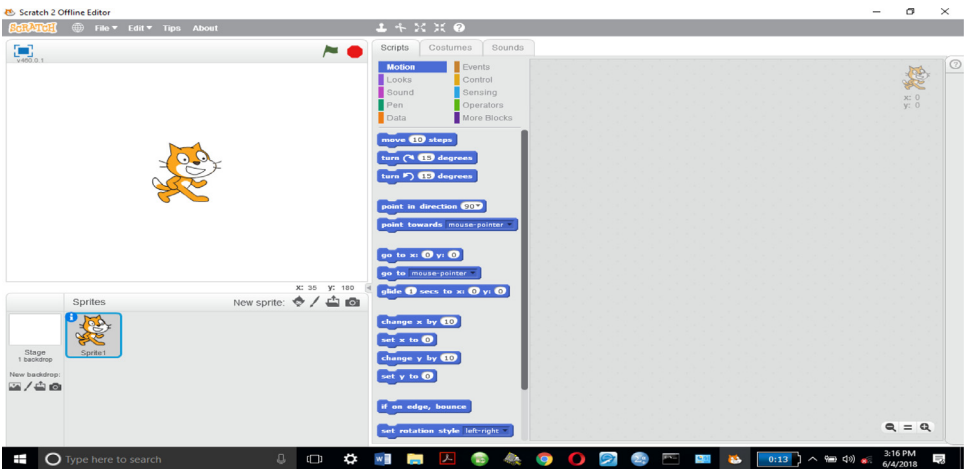 Scratch 2 Offline Editor
SCRATCH File Edit Tips About
v460.0.1
Scripts Costumes Sounds
Motion Events
Looks Control
Sound Sensing
Pen Operators
Data More Blocks
x: 0
y: 0
move 10 steps
turn 15 degrees
turn 15 degrees
point in direction 90
point towards mouse-pointer
go to x: 0 y: 0
go to mouse-pointer
glide 1 secs to x: 0 y: 0
change x by 10
set x to 0
change y by 10
set y to 0
if on edge, bounce
set rotation style left-right
X: 35 y: 180
Sprites New sprite:
Sprite1
Stage
1 backdrop
New backdrop:
Type here to search
0:13
3:16 PM
6/4/2018